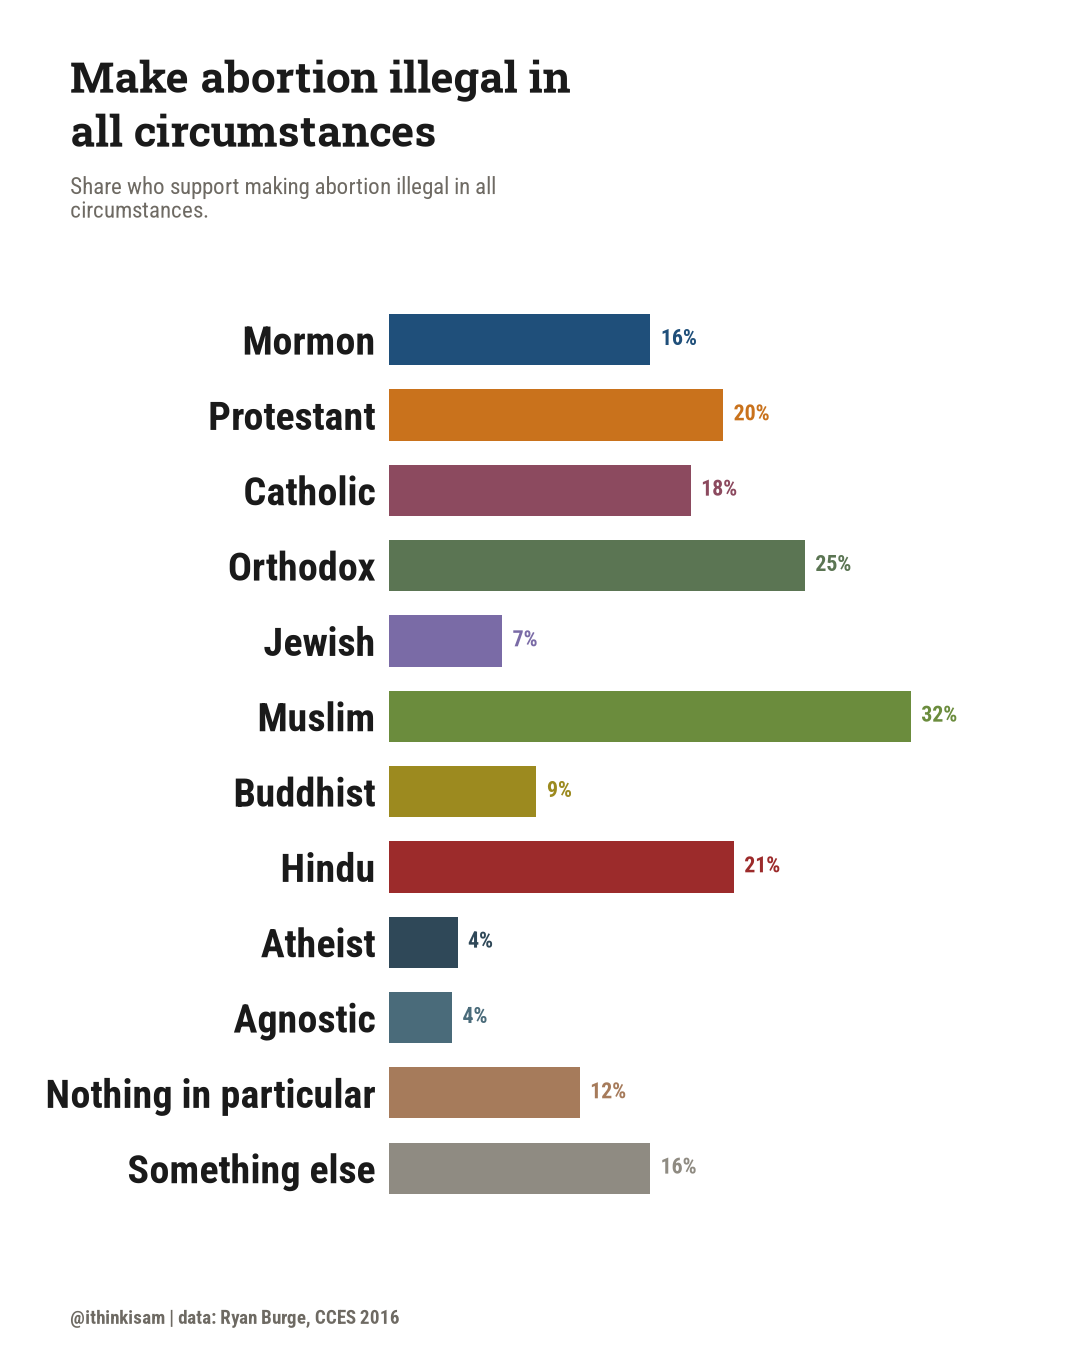 Make abortion illegal in
all circumstances
Share who support making abortion illegal in all
circumstances.
Mormon 16%
Protestant 20%
Catholic 18%
Orthodox 25%
Jewish 7%
Muslim 32%
Buddhist 9%
Hindu 21%
Atheist 4%
Agnostic 4%
Nothing in particular 12%
Something else 16%
@ithinkisam | data: Ryan Burge, CCES 2016